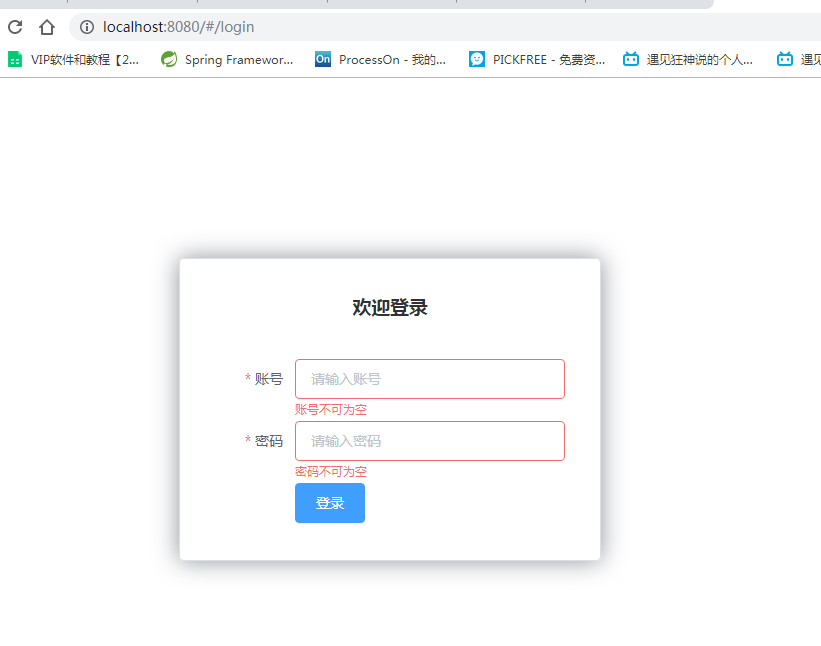 localhost:8080/#/login
VIP软件和教程【2... Spring Framewor... On ProcessOn - 我的... PICKFREE - 免费资... 遇见狂神说的个人... 遇见
欢迎登录
* 账号 请输入账号
账号不可为空
* 密码 请输入密码
密码不可为空
登录